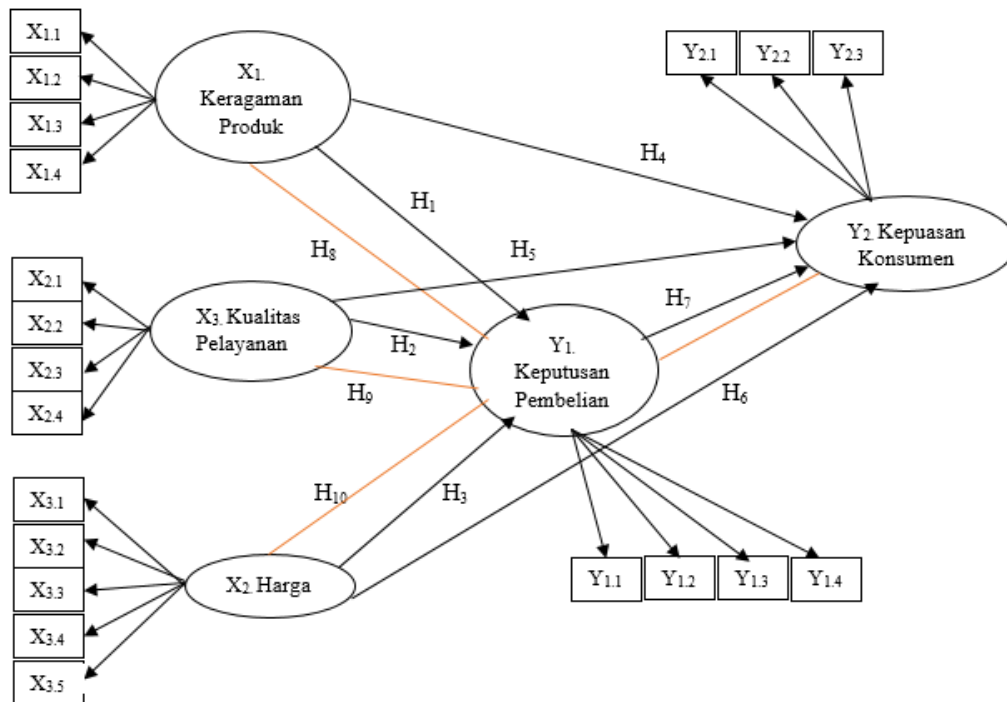 X1.1
X1.2
X1.3
X1.4
X1.
Keragaman
Produk
Y2.1
Y2.2
Y2.3
H4
H1
H8
H5
Y2. Kepuasan
Konsumen
X2.1
X2.2
X2.3
X2.4
X3. Kualitas
Pelayanan
H2
H9
H7
Y1.
Keputusan
Pembelian
H6
X3.1
X3.2
X3.3
X3.4
X3.5
H10
H3
X2. Harga
Y1.1
Y1.2
Y1.3
Y1.4